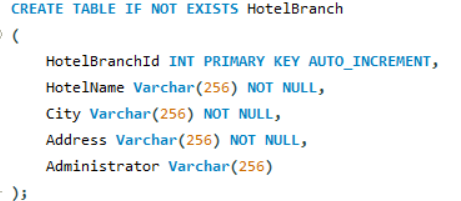 CREATE TABLE IF NOT EXISTS HotelBranch
(
HotelBranchId INT PRIMARY KEY AUTO_INCREMENT,
HotelName Varchar(256) NOT NULL,
City Varchar(256) NOT NULL,
Address Varchar(256) NOT NULL,
Administrator Varchar(256)
);